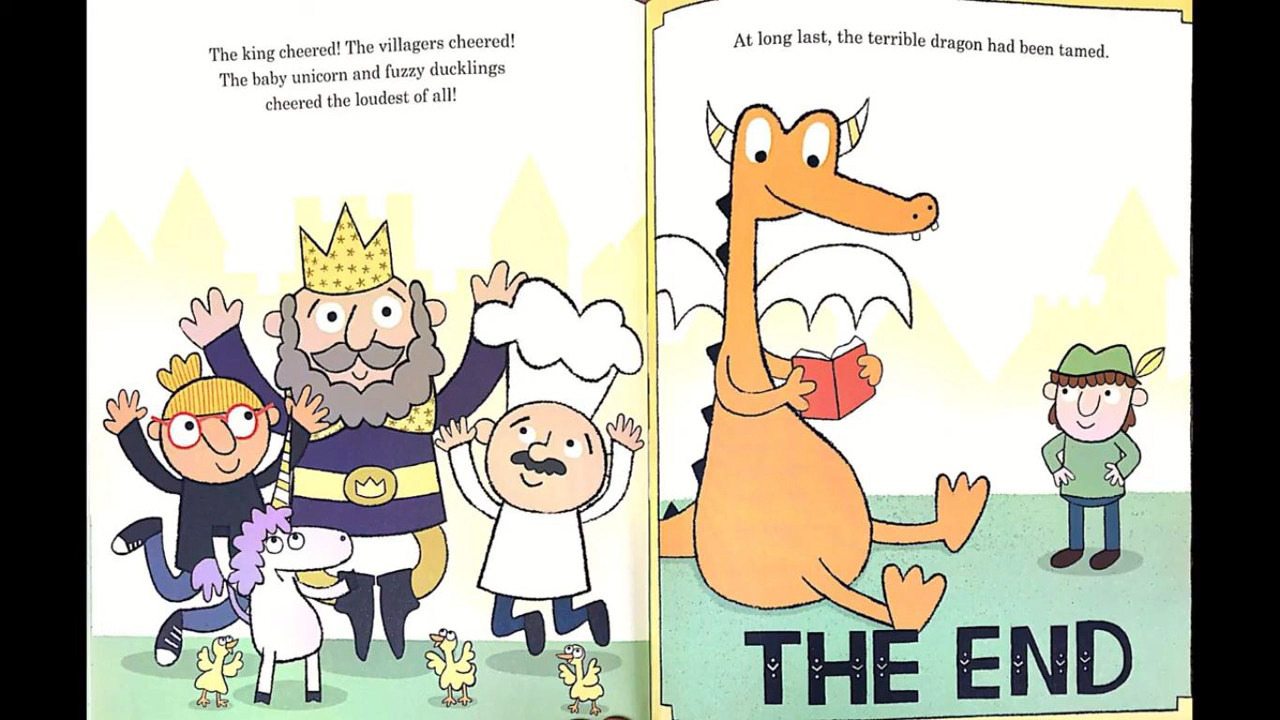 The king cheered! The villagers cheered!
The baby unicorn and fuzzy ducklings
cheered the loudest of all!
At long last, the terrible dragon had been tamed.
THE END